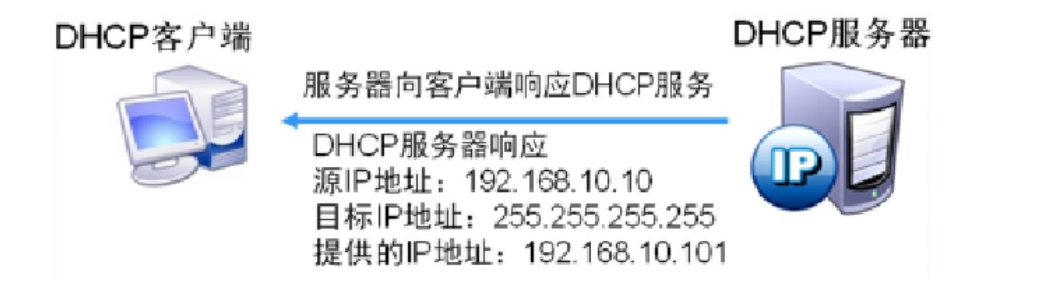 DHCP客户端
DHCP服务器
服务器向客户端响应DHCP服务
DHCP服务器响应
源IP地址：192.168.10.10
目标IP地址：255.255.255.255
提供的IP地址：192.168.10.101
IP